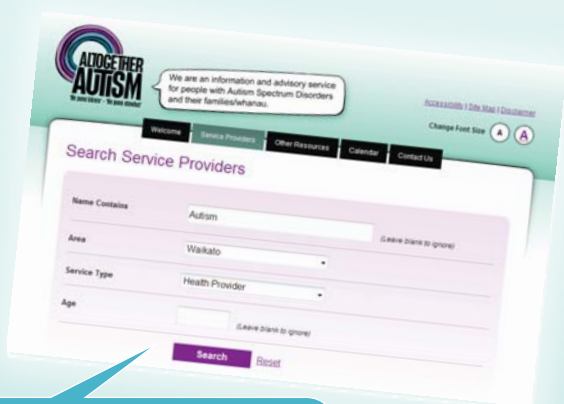 ALTOGETHER
AUTISM
We are an information and advisory service
for people with Autism Spectrum Disorders
and their families/whanau.
Accessibility | Site Map | Disclaimer
Change Font Size A A
Welcome Service Providers Other Resources Calendar Contact Us
Search Service Providers
Name Contains Autism (Leave blank to ignore)
Area Waikato
Service Type Health Provider
Age (Leave blank to ignore)
Search Reset